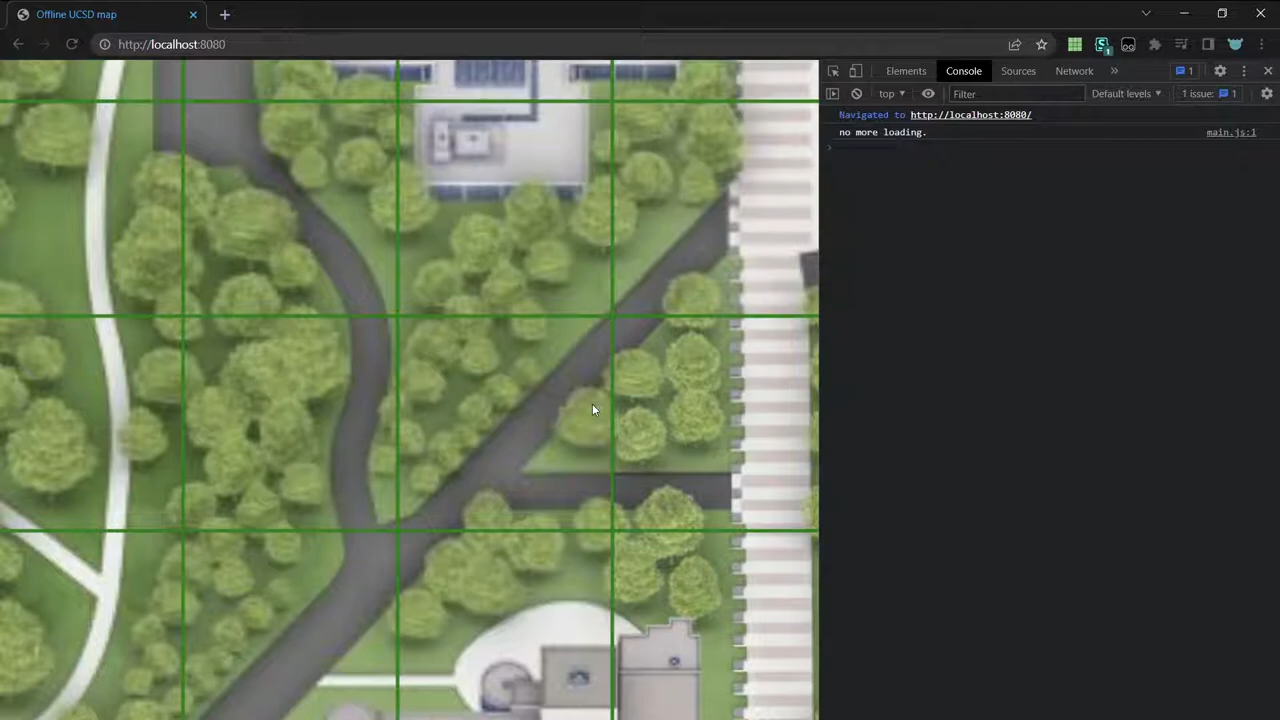 Offline UCSD map
http://localhost:8080
1
Elements
Console
Sources
Network
1
top
Filter
Default levels
1 issue:
1
Navigated to http://localhost:8080/
no more loading.
main.js:1